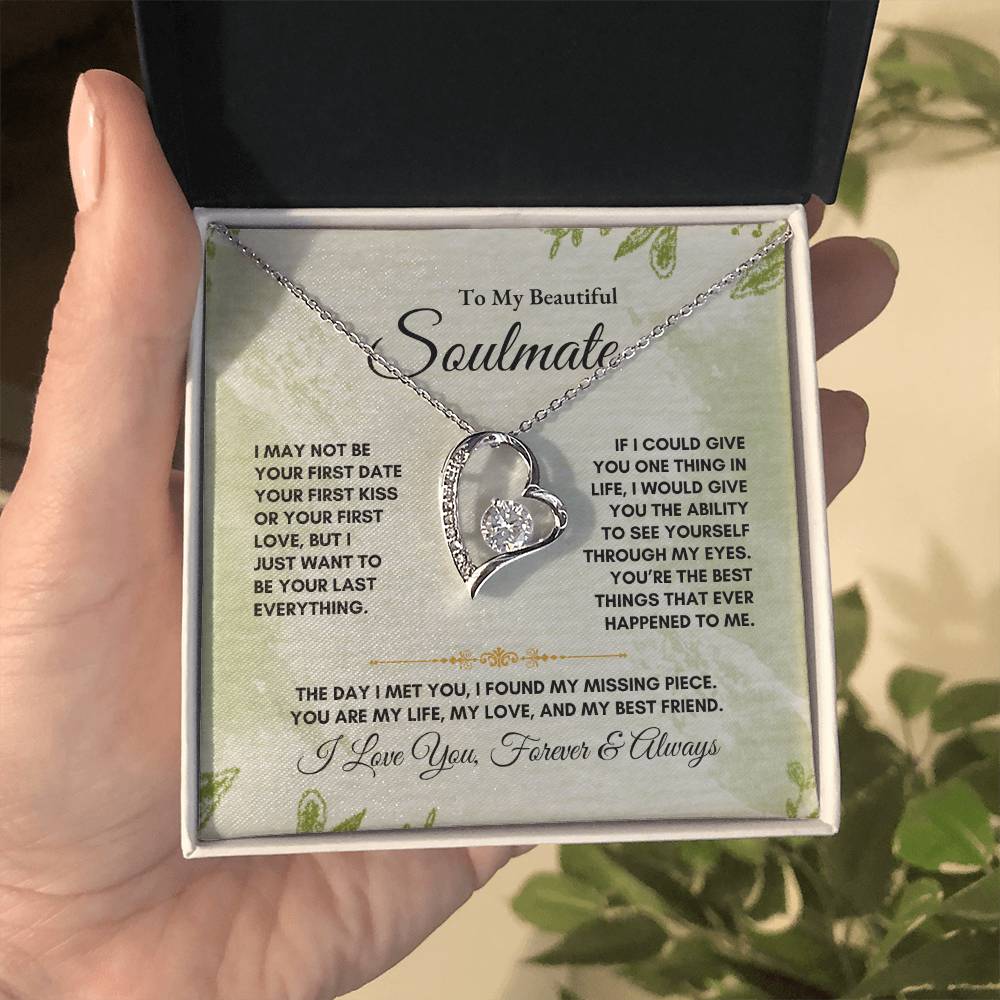 To My Beautiful
Soulmate
I MAY NOT BE
YOUR FIRST DATE
YOUR FIRST KISS
OR YOUR FIRST
LOVE, BUT I
JUST WANT TO
BE YOUR LAST
EVERYTHING.
IF I COULD GIVE
YOU ONE THING IN
LIFE, I WOULD GIVE
YOU THE ABILITY
TO SEE YOURSELF
THROUGH MY EYES.
YOU'RE THE BEST
THINGS THAT EVER
HAPPENED TO ME.
THE DAY I MET YOU, I FOUND MY MISSING PIECE.
YOU ARE MY LIFE, MY LOVE, AND MY BEST FRIEND.
I Love You, Forever & Always